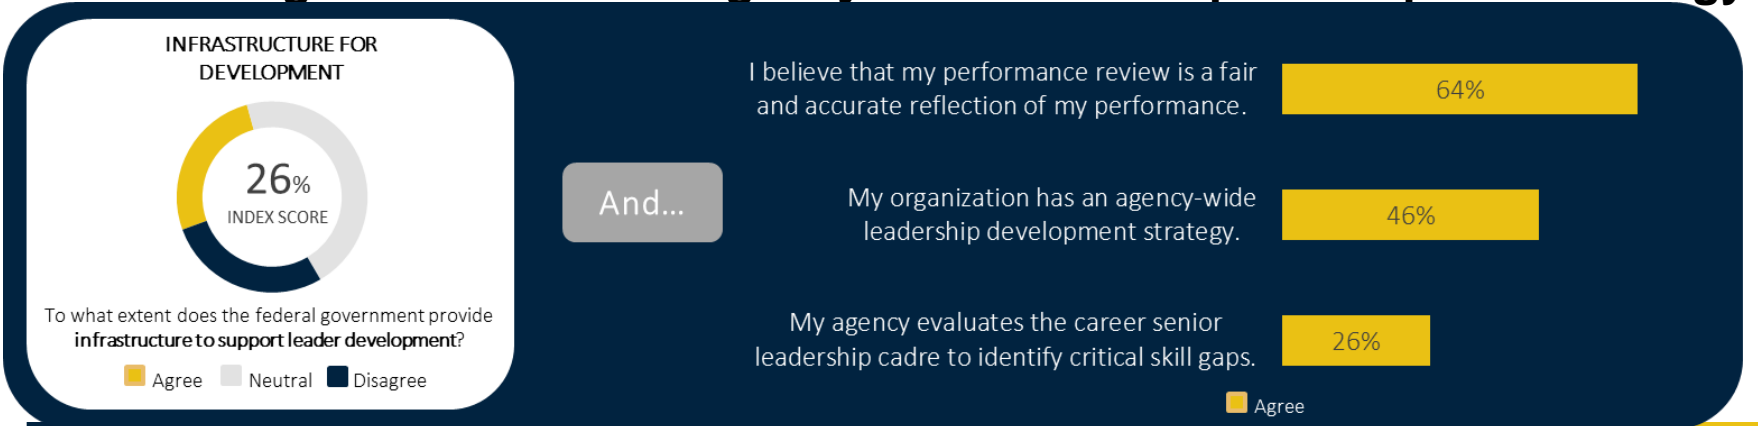 INFRASTRUCTURE FOR
DEVELOPMENT
26%
INDEX SCORE
To what extent does the federal government provide
infrastructure to support leader development?
Agree Neutral Disagree
And...
I believe that my performance review is a fair
and accurate reflection of my performance.
64%
My organization has an agency-wide
leadership development strategy.
46%
My agency evaluates the career senior
leadership cadre to identify critical skill gaps.
26%
Agree